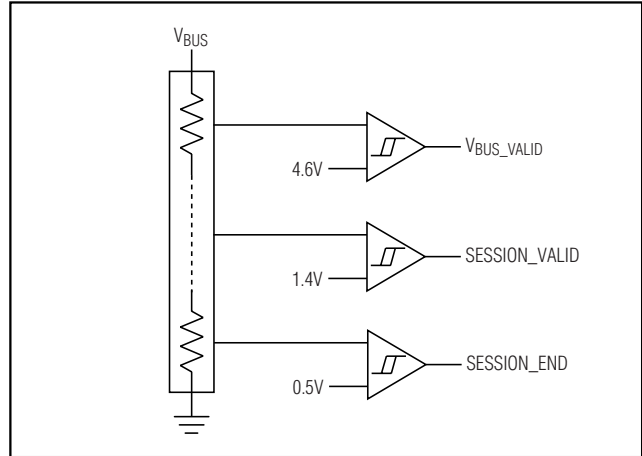 VBUS
4.6V
VBUS_VALID
1.4V
SESSION_VALID
0.5V
SESSION_END